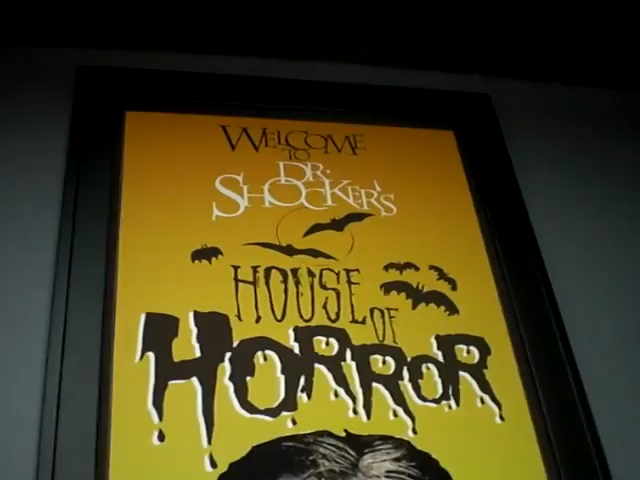 WELCOME
TO
DR.
SHOCKER'S
HOUSE
OF
HORROR